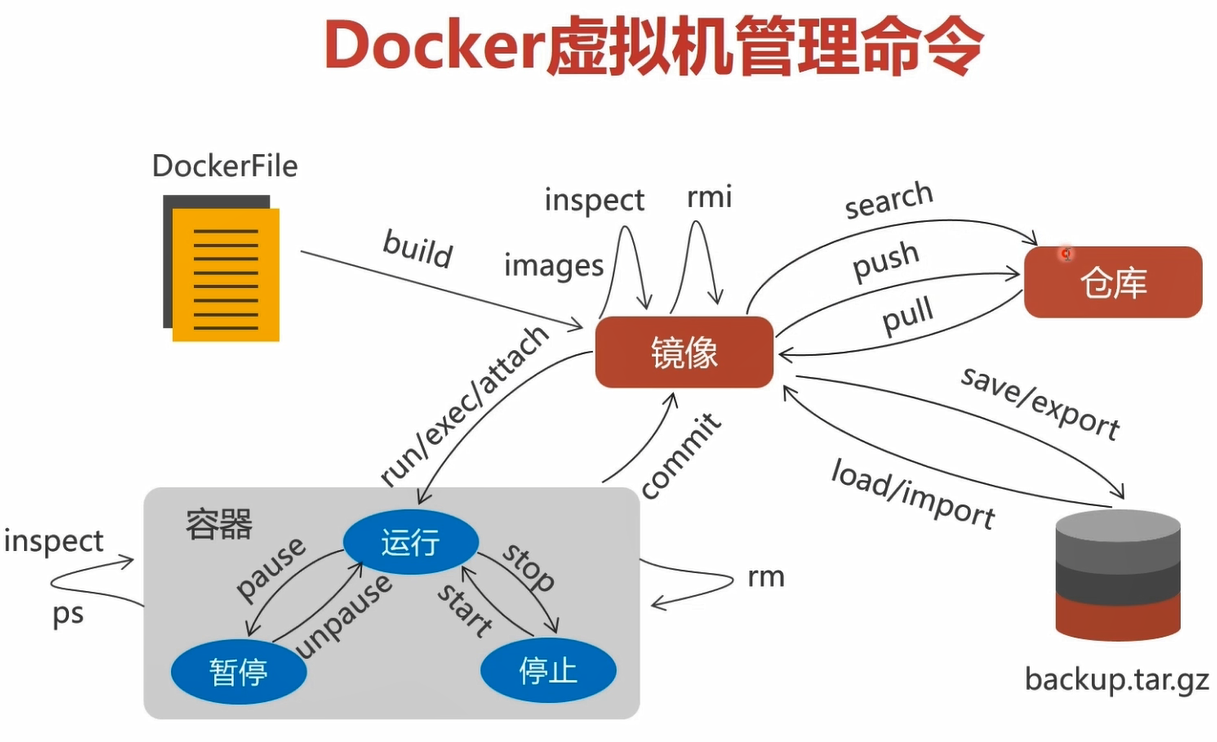 Docker虚拟机管理命令
DockerFile
build
inspect
images
rmi
search
push
pull
仓库
镜像
run/exec/attach
commit
save/export
load/import
容器
运行
inspect
ps
pause
unpause
stop
start
rm
暂停
停止
backup.tar.gz